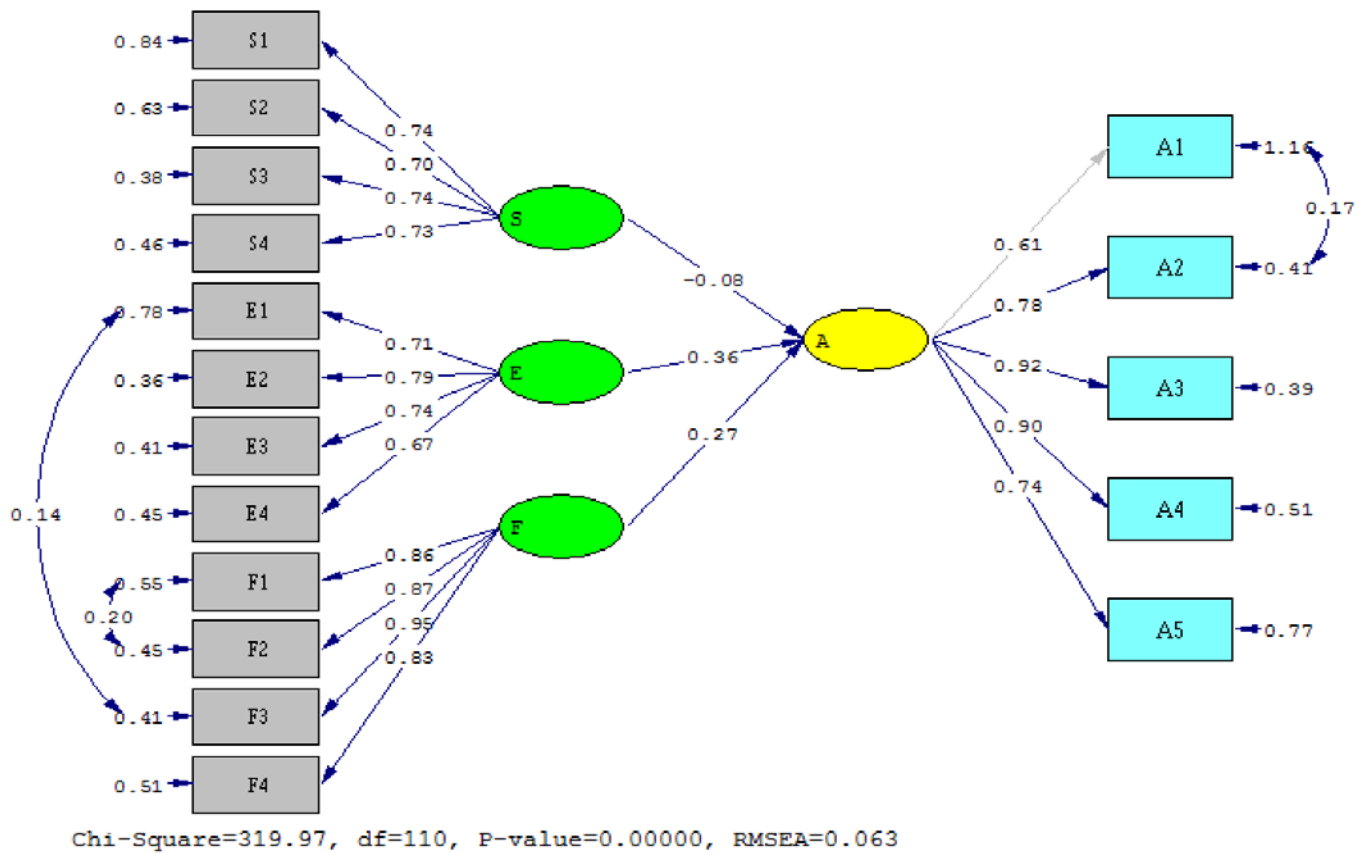 0.84 S1
0.63 S2
0.38 S3
0.46 S4
0.78 E1
0.36 E2
0.41 E3
0.45 E4
0.55 F1
0.45 F2
0.41 F3
0.51 F4
0.14
0.20
0.74
0.70
0.74
0.73
0.71
0.79
0.74
0.67
0.86
0.87
0.95
0.83
S
E
F
-0.08
0.36
0.27
A
0.61
0.78
0.92
0.90
0.74
A1 1.16
A2 0.41
A3 0.39
A4 0.51
A5 0.77
0.17
Chi-Square=319.97, df=110, P-value=0.00000, RMSEA=0.063